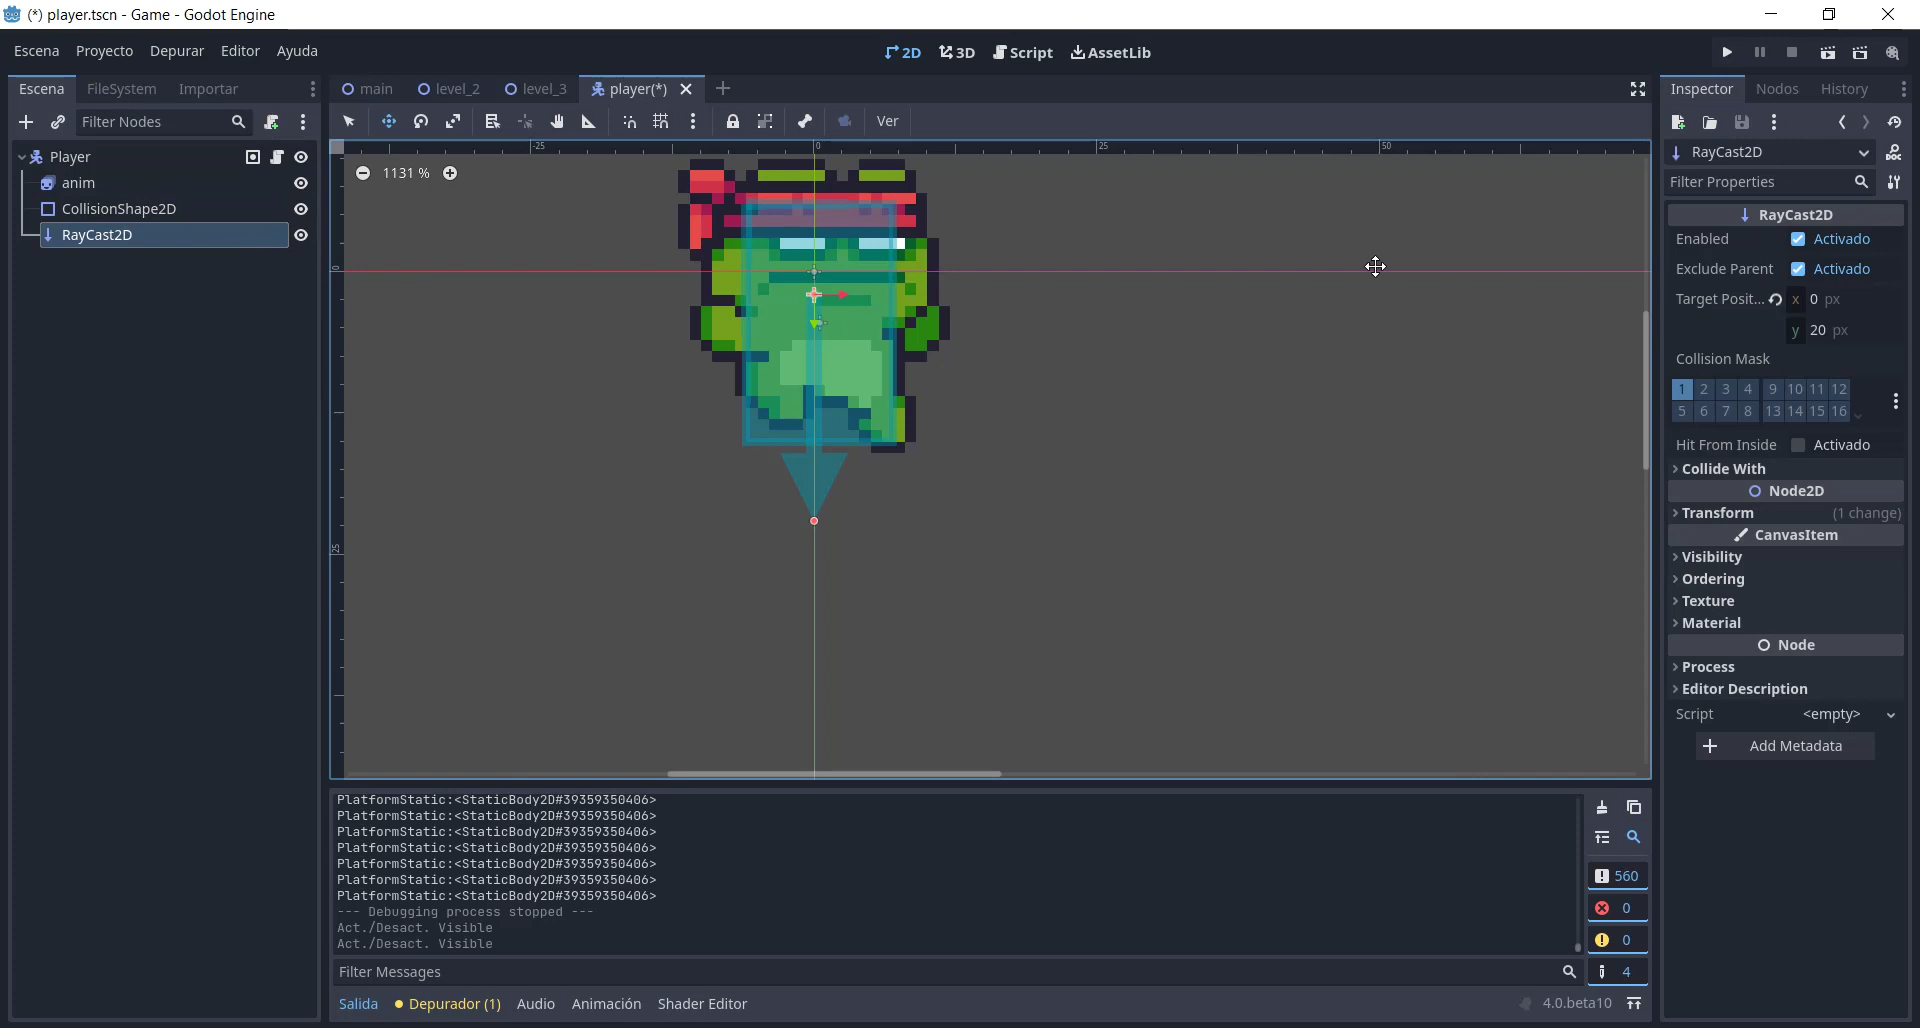 (*) player.tscn - Game - Godot Engine
Escena Proyecto Depurar Editor Ayuda
2D 3D Script AssetLib
Escena FileSystem Importar
main level_2 level_3 player(*)
Inspector Nodos History
Filter Nodes
Ver
RayCast2D
Filter Properties
Player
anim
CollisionShape2D
RayCast2D
1131 %
-25 0 25 50
0
25
RayCast2D
Enabled Activado
Exclude Parent Activado
Target Posit... x 0 px
y 20 px
Collision Mask
1 2 3 4 9 10 11 12
5 6 7 8 13 14 15 16
Hit From Inside Activado
Collide With
Node2D
Transform (1 change)
CanvasItem
Visibility
Ordering
Texture
Material
Node
Process
Editor Description
Script <empty>
Add Metadata
PlatformStatic:<StaticBody2D#39359350406>
PlatformStatic:<StaticBody2D#39359350406>
PlatformStatic:<StaticBody2D#39359350406>
PlatformStatic:<StaticBody2D#39359350406>
PlatformStatic:<StaticBody2D#39359350406>
PlatformStatic:<StaticBody2D#39359350406>
PlatformStatic:<StaticBody2D#39359350406>
--- Debugging process stopped ---
Act./Desact. Visible
Act./Desact. Visible
560
0
0
4
Filter Messages
Salida Depurador (1) Audio Animación Shader Editor
4.0.beta10